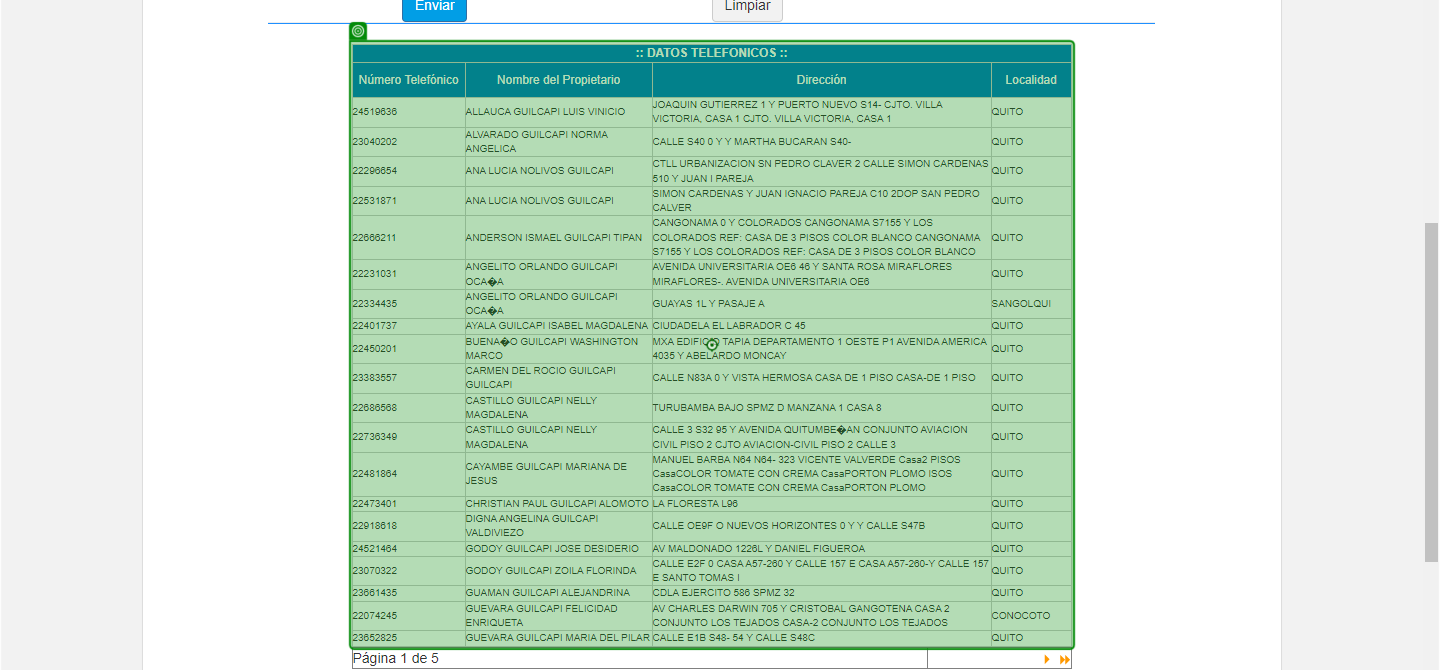 Enviar Limpiar
:: DATOS TELEFONICOS ::
Número Telefónico Nombre del Propietario Dirección Localidad
24519636 ALLAUCA GUILCAPI LUIS VINICIO JOAQUIN GUTIERREZ 1 Y PUERTO NUEVO S14- CJTO. VILLA QUITO
VICTORIA, CASA 1 CJTO. VILLA VICTORIA, CASA 1
23040202 ALVARADO GUILCAPI NORMA CALLE S40 0 Y Y MARTHA BUCARAN S40- QUITO
ANGELICA
22296654 ANA LUCIA NOLIVOS GUILCAPI CTLL URBANIZACION SN PEDRO CLAVER 2 CALLE SIMON CARDENAS QUITO
510 Y JUAN I PAREJA
22531871 ANA LUCIA NOLIVOS GUILCAPI SIMON CARDENAS Y JUAN IGNACIO PAREJA C10 2DOP SAN PEDRO QUITO
CALVER
22666211 ANDERSON ISMAEL GUILCAPI TIPAN CANGONAMA 0 Y COLORADOS CANGONAMA S7155 Y LOS QUITO
COLORADOS REF: CASA DE 3 PISOS COLOR BLANCO CANGONAMA
S7155 Y LOS COLORADOS REF: CASA DE 3 PISOS COLOR BLANCO
22231031 ANGELITO ORLANDO GUILCAPI AVENIDA UNIVERSITARIA OE6 46 Y SANTA ROSA MIRAFLORES QUITO
OCA�A MIRAFLORES-. AVENIDA UNIVERSITARIA OE6
22334435 ANGELITO ORLANDO GUILCAPI GUAYAS 1L Y PASAJE A SANGOLQUI
OCA�A
22401737 AYALA GUILCAPI ISABEL MAGDALENA CIUDADELA EL LABRADOR C 45 QUITO
22450201 BUENA�O GUILCAPI WASHINGTON MXA EDIFICIO TAPIA DEPARTAMENTO 1 OESTE P1 AVENIDA AMERICA QUITO
MARCO 4035 Y ABELARDO MONCAY
23383557 CARMEN DEL ROCIO GUILCAPI CALLE N83A 0 Y VISTA HERMOSA CASA DE 1 PISO CASA-DE 1 PISO QUITO
GUILCAPI
22686568 CASTILLO GUILCAPI NELLY TURUBAMBA BAJO SPMZ D MANZANA 1 CASA 8 QUITO
MAGDALENA
22736349 CASTILLO GUILCAPI NELLY CALLE 3 S32 95 Y AVENIDA QUITUMBE�AN CONJUNTO AVIACION QUITO
MAGDALENA CIVIL PISO 2 CJTO AVIACION-CIVIL PISO 2 CALLE 3
22481864 CAYAMBE GUILCAPI MARIANA DE MANUEL BARBA N64 N64- 323 VICENTE VALVERDE Casa2 PISOS QUITO
JESUS CasaCOLOR TOMATE CON CREMA CasaPORTON PLOMO ISOS
CasaCOLOR TOMATE CON CREMA CasaPORTON PLOMO
22473401 CHRISTIAN PAUL GUILCAPI ALOMOTO LA FLORESTA L96 QUITO
22918618 DIGNA ANGELINA GUILCAPI CALLE OE9F O NUEVOS HORIZONTES 0 Y Y CALLE S47B QUITO
VALDIVIEZO
24521464 GODOY GUILCAPI JOSE DESIDERIO AV MALDONADO 1226L Y DANIEL FIGUEROA QUITO
23070322 GODOY GUILCAPI ZOILA FLORINDA CALLE E2F 0 CASA A57-260 Y CALLE 157 E CASA A57-260-Y CALLE 157 QUITO
E SANTO TOMAS I
23661435 GUAMAN GUILCAPI ALEJANDRINA CDLA EJERCITO 586 SPMZ 32 QUITO
22074245 GUEVARA GUILCAPI FELICIDAD AV CHARLES DARWIN 705 Y CRISTOBAL GANGOTENA CASA 2 CONOCOTO
ENRIQUETA CONJUNTO LOS TEJADOS CASA-2 CONJUNTO LOS TEJADOS
23652825 GUEVARA GUILCAPI MARIA DEL PILAR CALLE E1B S48- 54 Y CALLE S48C QUITO
Página 1 de 5